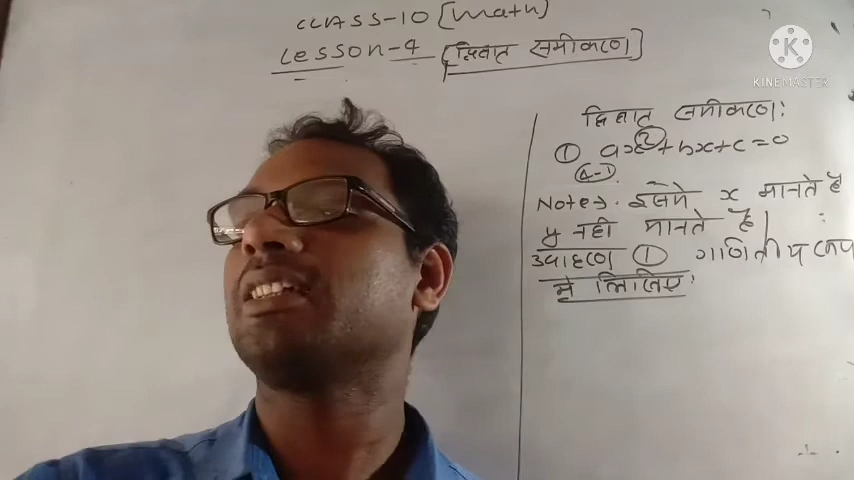 CLASS-10 [Math]
Lesson-4 [द्विघात समीकरण]
KINEMASTER
द्विघात समीकरण:
① ax²+bx+c=0
Note→. इसमे x मानते है
y नही मानते है|
उदाहरण ① गणितीय रूप
मे लिखिए: